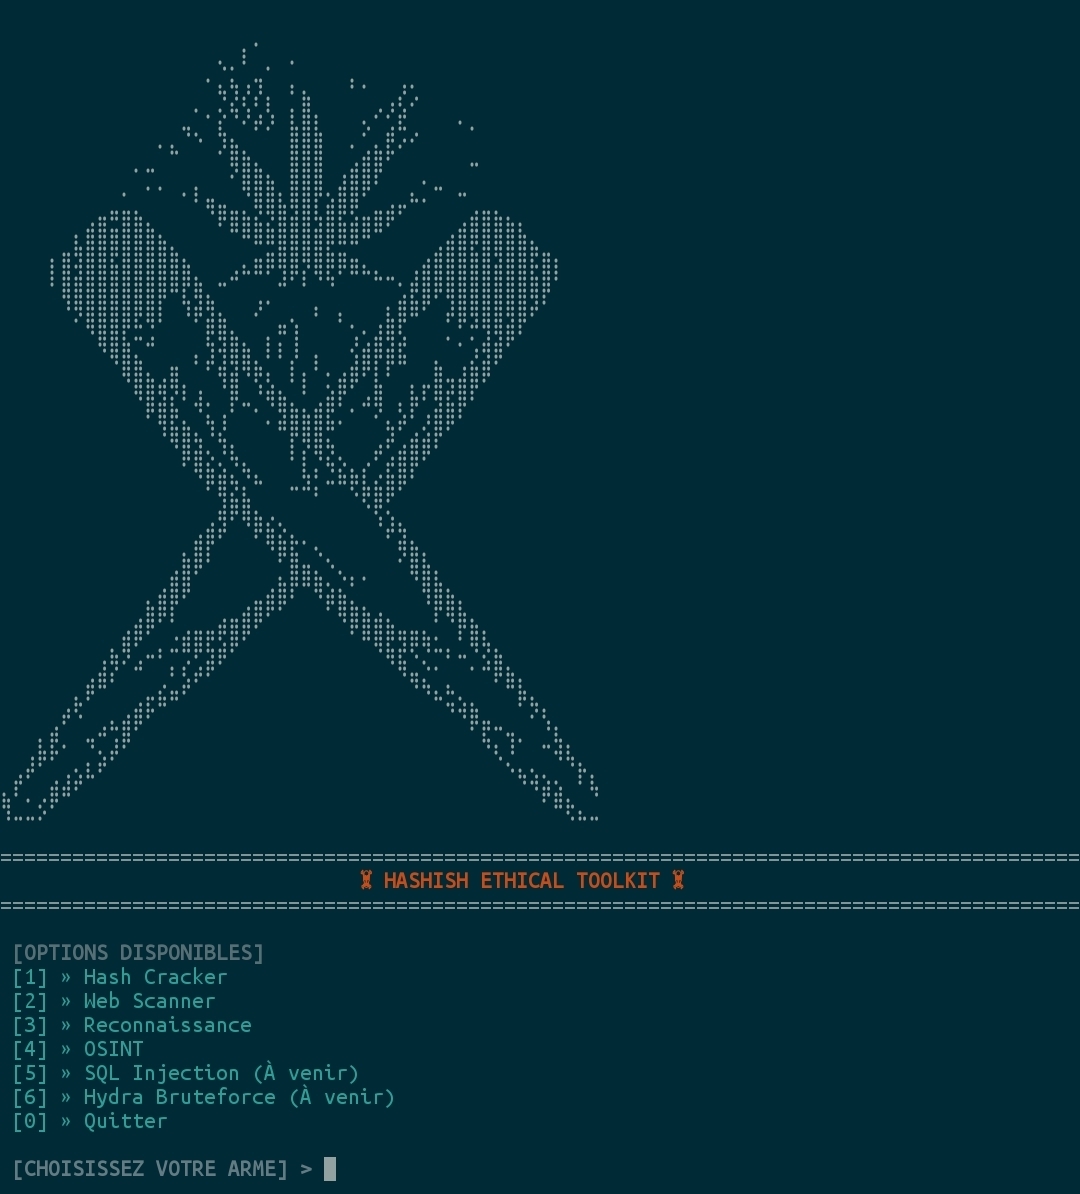 HASHISH ETHICAL TOOLKIT
[OPTIONS DISPONIBLES]
[1] » Hash Cracker
[2] » Web Scanner
[3] » Reconnaissance
[4] » OSINT
[5] » SQL Injection (À venir)
[6] » Hydra Bruteforce (À venir)
[0] » Quitter
[CHOISISSEZ VOTRE ARME] >